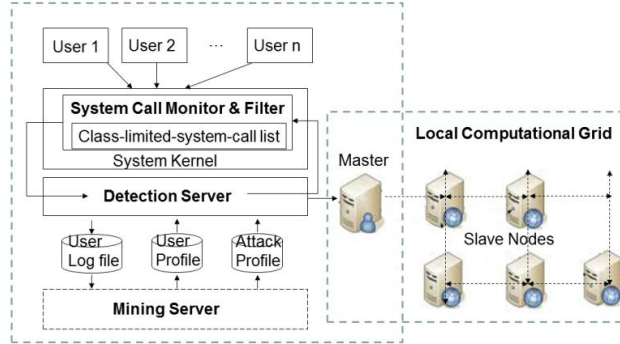 User 1
User 2
...
User n
System Call Monitor & Filter
Class-limited-system-call list
System Kernel
Detection Server
User
Log file
User
Profile
Attack
Profile
Mining Server
Local Computational Grid
Master
Slave Nodes